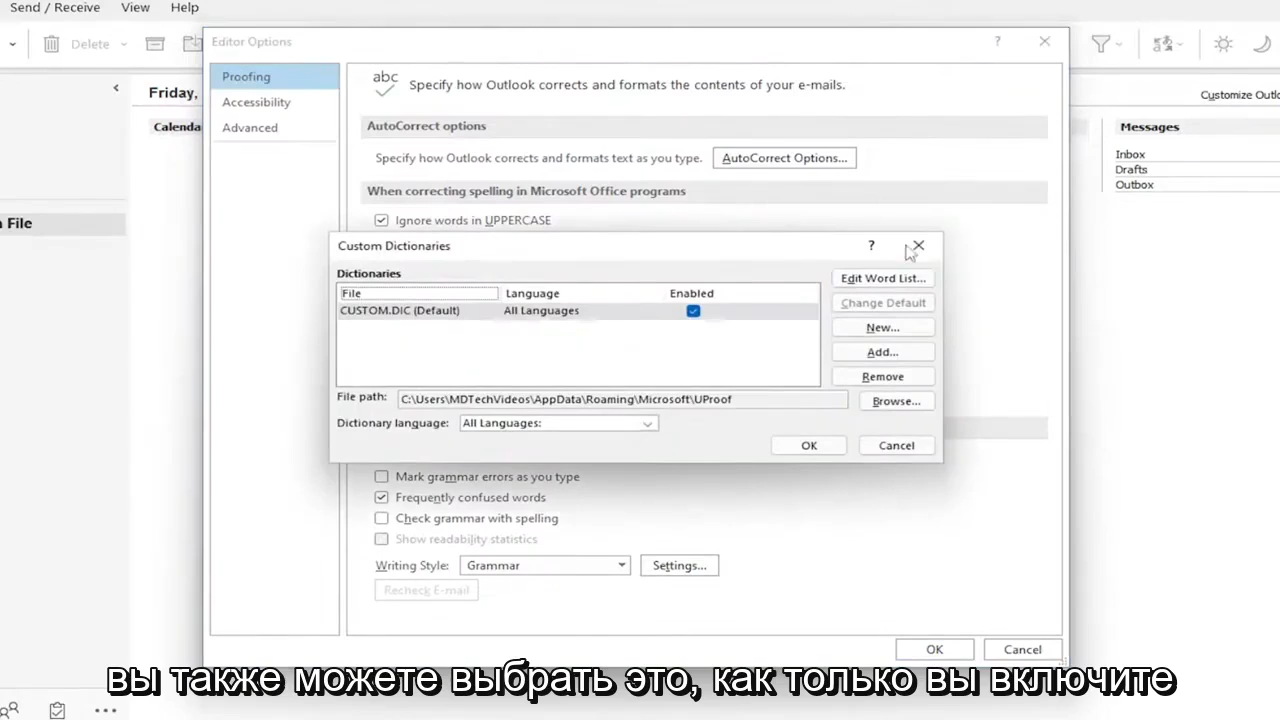 Send / Receive View Help
Delete
Editor Options ?
Friday,
Calenda
Proofing
Accessibility
Advanced
abc
Specify how Outlook corrects and formats the contents of your e-mails.
AutoCorrect options
Specify how Outlook corrects and formats text as you type. AutoCorrect Options...
When correcting spelling in Microsoft Office programs
Ignore words in UPPERCASE
Customize Outlo
Messages
Inbox
Drafts
Outbox
File
Custom Dictionaries ?
Dictionaries
File Language Enabled
CUSTOM.DIC (Default) All Languages
Edit Word List...
Change Default
New...
Add...
Remove
File path: C:\Users\MDTechVideos\AppData\Roaming\Microsoft\UProof Browse...
Dictionary language: All Languages:
OK Cancel
Mark grammar errors as you type
Frequently confused words
Check grammar with spelling
Show readability statistics
Writing Style: Grammar Settings...
Recheck E-mail
OK Cancel
вы также можете выбрать это, как только вы включите